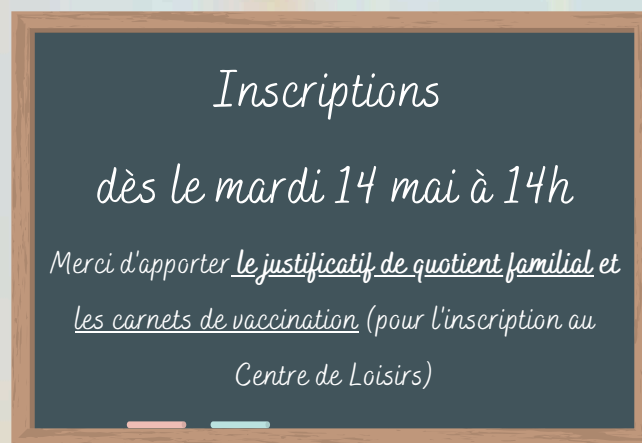 Inscriptions
dès le mardi 14 mai à 14h
Merci d'apporter le justificatif de quotient familial et
les carnets de vaccination (pour l'inscription au
Centre de Loisirs)